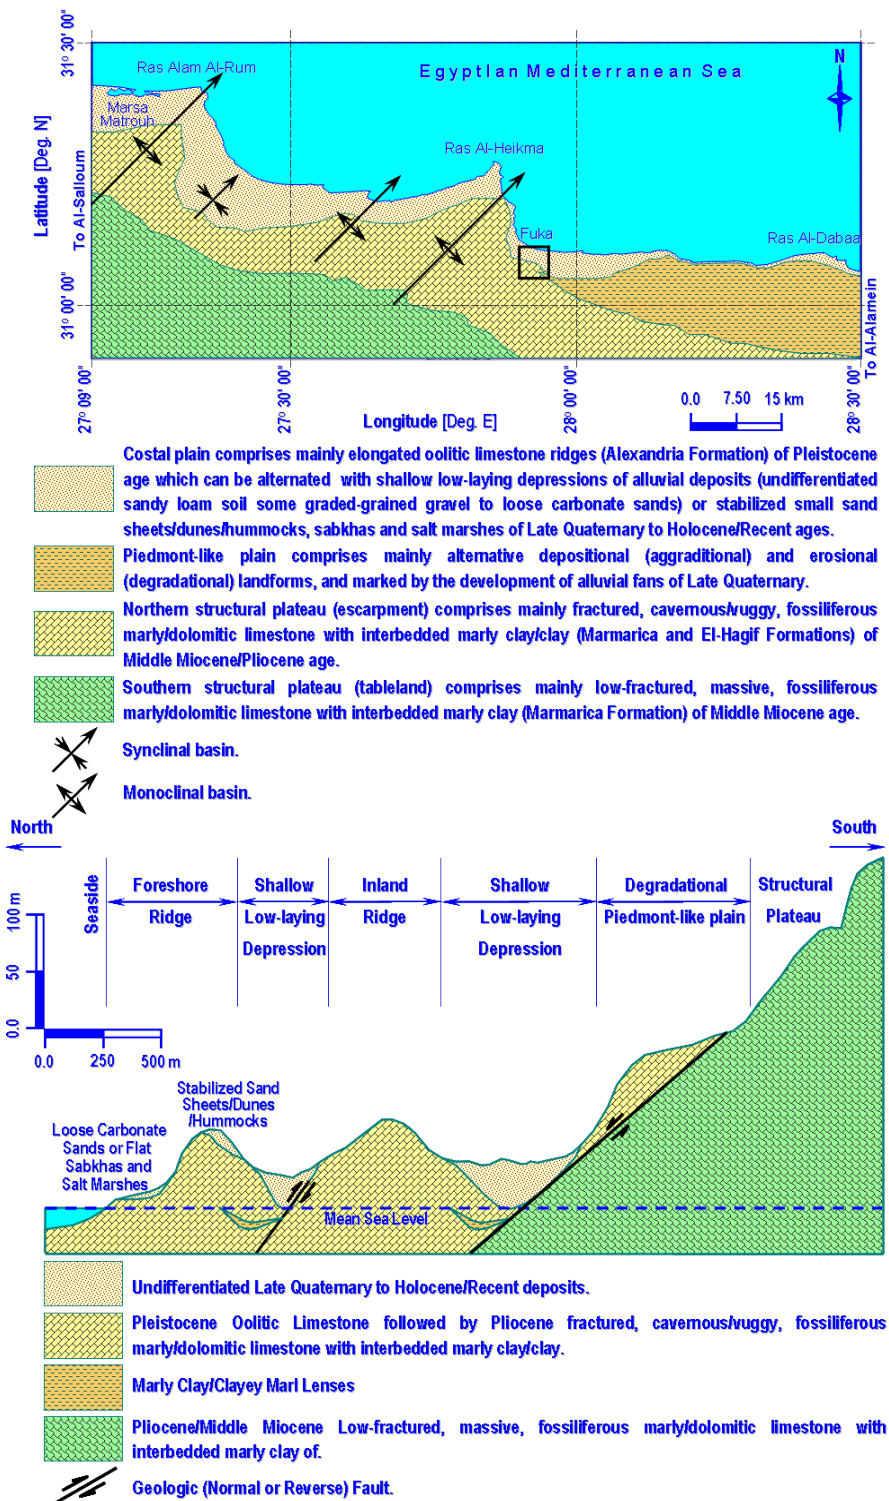 31° 30' 00"
Ras Alam Al-Rum
Egyptlan Mediterranean Sea
N
Marsa
Matrouh
Ras Al-Heikma
Latitude [Deg. N]
To Al-Salloum
Fuka
Ras Al-Dabaa
31° 00' 00"
To Al-Alamein
27° 09' 00"
27° 30' 00"
28° 00' 00"
28° 30' 00"
Longitude [Deg. E]
0.0 7.50 15 km
Costal plain comprises mainly elongated oolitic limestone ridges (Alexandria Formation) of Pleistocene
age which can be alternated with shallow low-laying depressions of alluvial deposits (undifferentiated
sandy loam soil some graded-grained gravel to loose carbonate sands) or stabilized small sand
sheets/dunes/hummocks, sabkhas and salt marshes of Late Quaternary to Holocene/Recent ages.
Piedmont-like plain comprises mainly alternative depositional (aggraditional) and erosional
(degradational) landforms, and marked by the development of alluvial fans of Late Quaternary.
Northern structural plateau (escarpment) comprises mainly fractured, cavernous/vuggy, fossiliferous
marly/dolomitic limestone with interbedded marly clay/clay (Marmarica and El-Hagif Formations) of
Middle Miocene/Pliocene age.
Southern structural plateau (tableland) comprises mainly low-fractured, massive, fossiliferous
marly/dolomitic limestone with interbedded marly clay (Marmarica Formation) of Middle Miocene age.
Synclinal basin.
Monoclinal basin.
North
South
Seaside
Foreshore
Ridge
Shallow
Low-laying
Depression
Inland
Ridge
Shallow
Low-laying
Depression
Degradational
Piedmont-like plain
Structural
Plateau
100 m
50
0.0
0.0 250 500 m
Stabilized Sand
Sheets/Dunes
/Hummocks
Loose Carbonate
Sands or Flat
Sabkhas and
Salt Marshes
Mean Sea Level
Undifferentiated Late Quaternary to Holocene/Recent deposits.
Pleistocene Oolitic Limestone followed by Pliocene fractured, cavernous/vuggy, fossiliferous
marly/dolomitic limestone with interbedded marly clay/clay.
Marly Clay/Clayey Marl Lenses
Pliocene/Middle Miocene Low-fractured, massive, fossiliferous marly/dolomitic limestone with
interbedded marly clay of.
Geologic (Normal or Reverse) Fault.